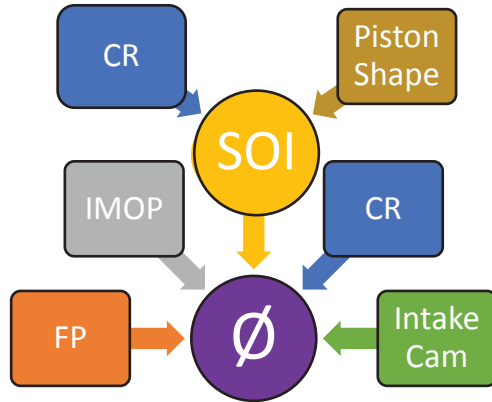 CR
Piston
Shape
SOI
IMOP
CR
FP
Ø
Intake
Cam